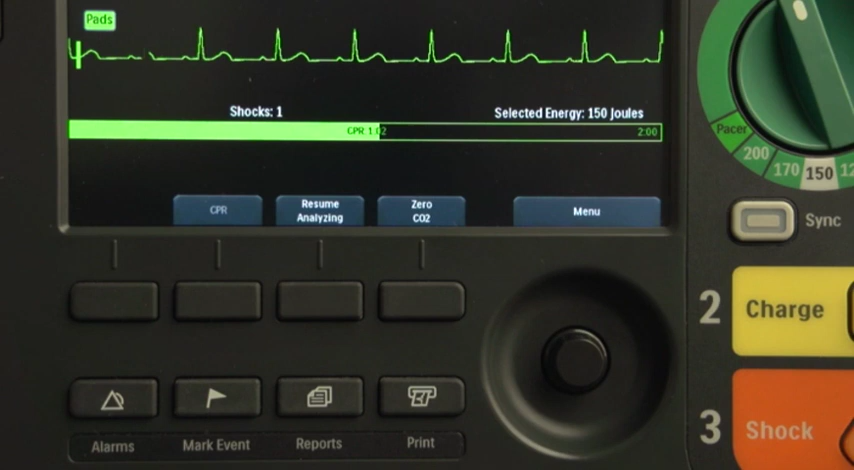 Pads
Shocks: 1
Selected Energy: 150 Joules
CPR 1:02
2:00
Pacer
200
170
150
CPR
Resume
Analyzing
Zero
CO2
Menu
Sync
2
Charge
3
Shock
Alarms
Mark Event
Reports
Print